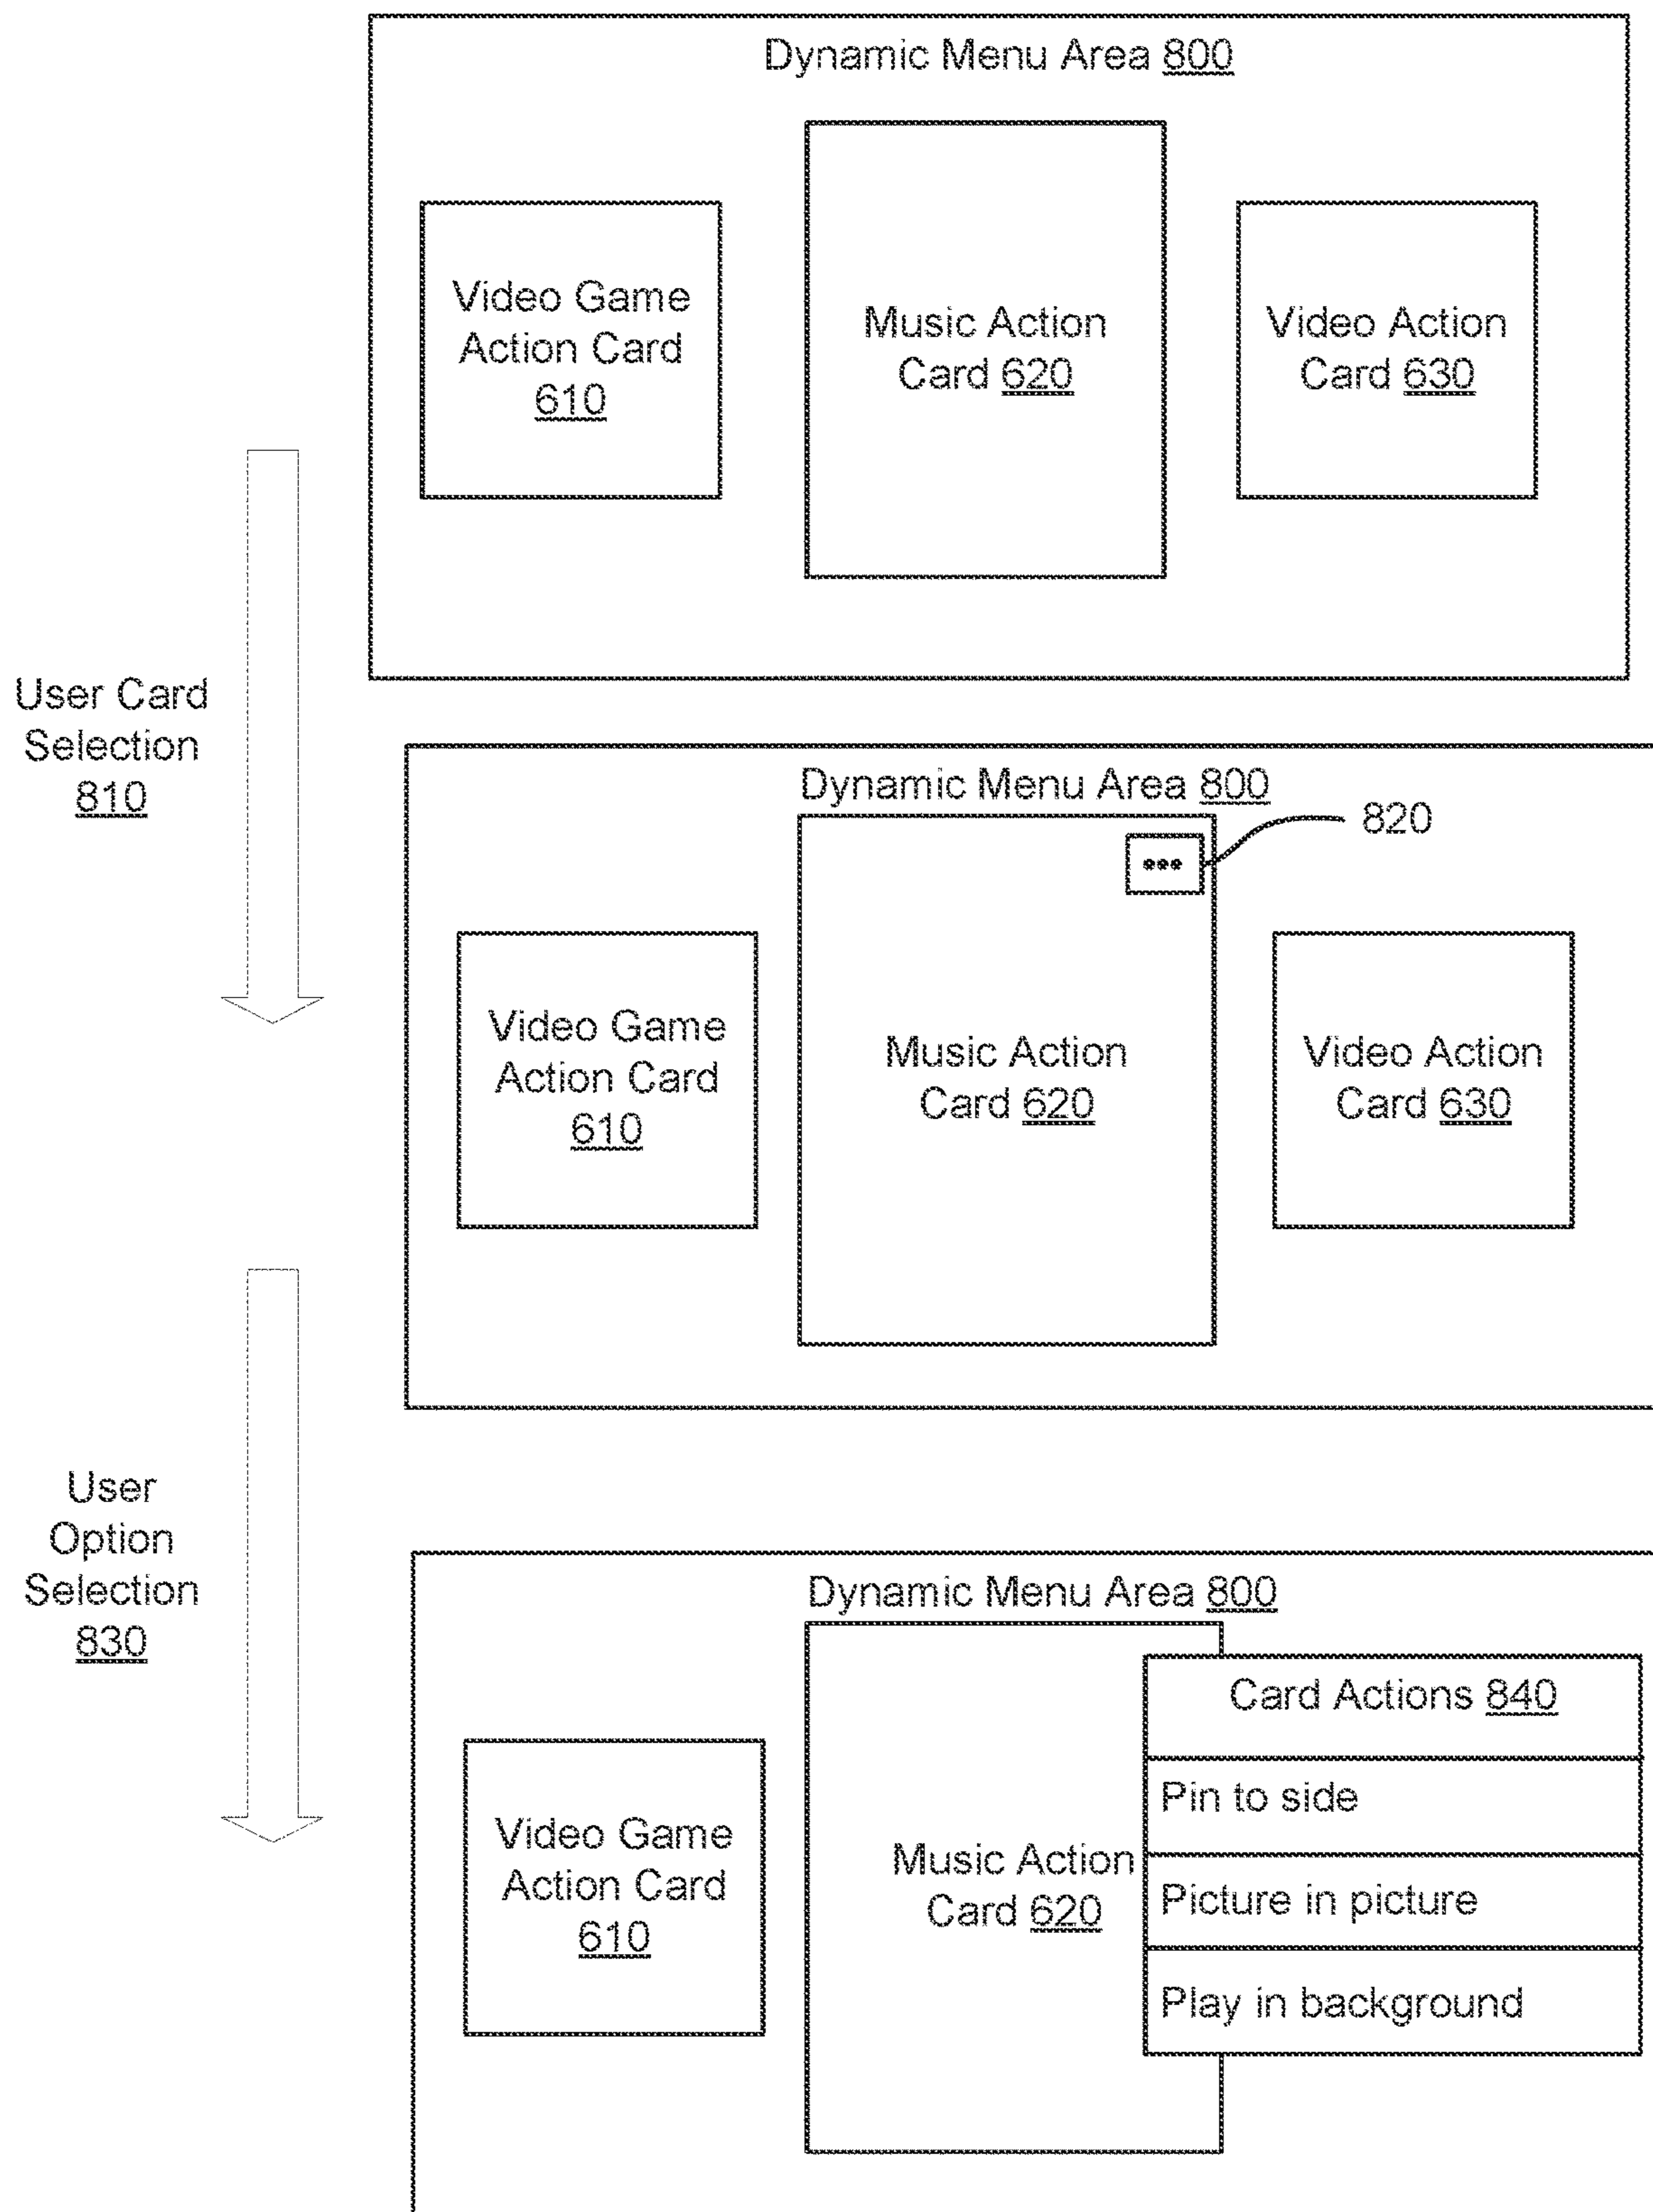 Dynamic Menu Area 800
Video Game
Action Card
610
Music Action
Card 620
Video Action
Card 630
User Card
Selection
810
Dynamic Menu Area 800
820
•••
Video Game
Action Card
610
Music Action
Card 620
Video Action
Card 630
User
Option
Selection
830
Dynamic Menu Area 800
Video Game
Action Card
610
Music Action
Card 620
Card Actions 840
Pin to side
Picture in picture
Play in background